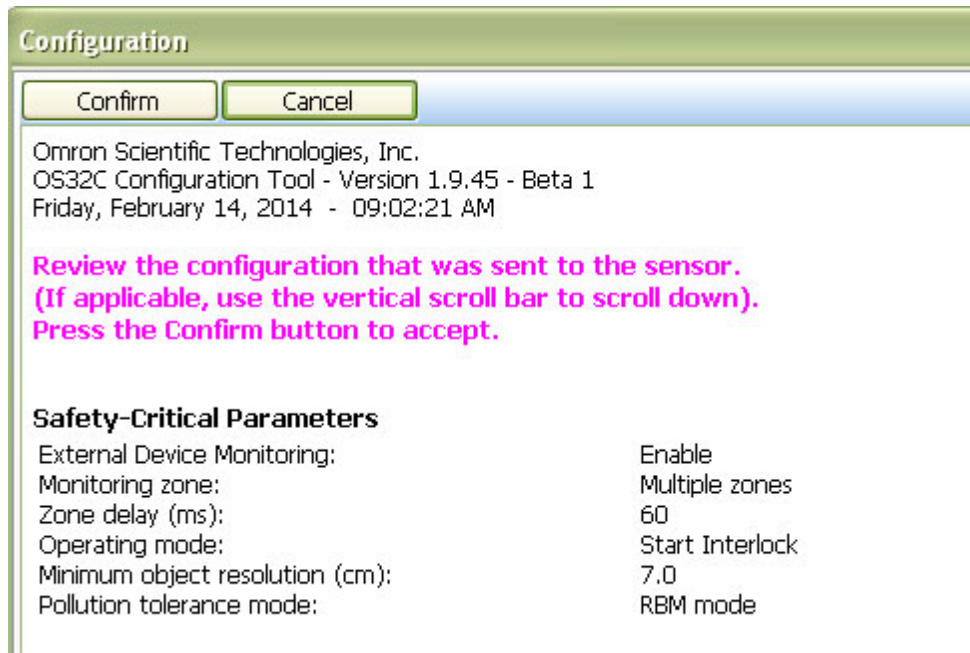 Configuration
Confirm Cancel
Omron Scientific Technologies, Inc.
OS32C Configuration Tool - Version 1.9.45 - Beta 1
Friday, February 14, 2014 - 09:02:21 AM
Review the configuration that was sent to the sensor.
(If applicable, use the vertical scroll bar to scroll down).
Press the Confirm button to accept.
Safety-Critical Parameters
External Device Monitoring: Enable
Monitoring zone: Multiple zones
Zone delay (ms): 60
Operating mode: Start Interlock
Minimum object resolution (cm): 7.0
Pollution tolerance mode: RBM mode